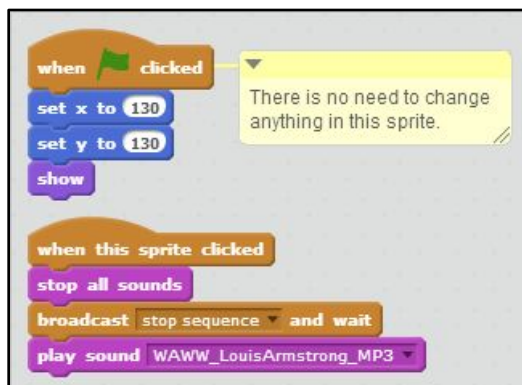 when clicked
set x to 130
set y to 130
show
There is no need to change
anything in this sprite.
when this sprite clicked
stop all sounds
broadcast stop sequence and wait
play sound WAWW_LouisArmstrong_MP3